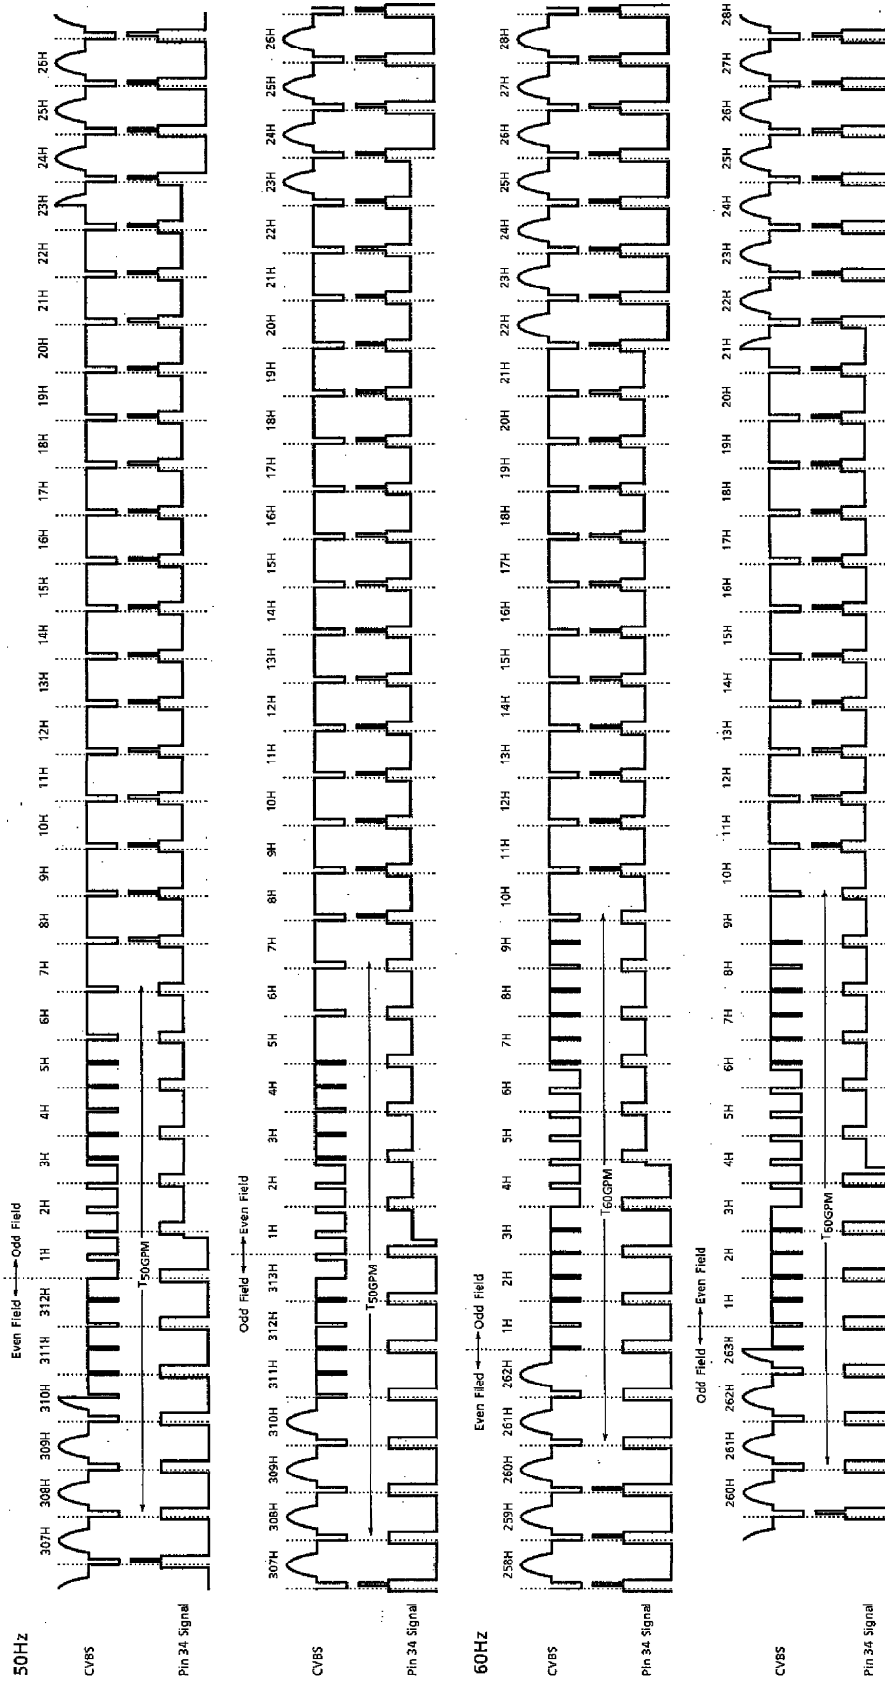 50Hz
Even Field ←→ Odd Field
307H 308H 309H 310H 311H 312H 1H 2H 3H 4H 5H 6H 7H 8H 9H 10H 11H 12H 13H 14H 15H 16H 17H 18H 19H 20H 21H 22H 23H 24H 25H 26H
CVBS
T50GPM
Pin 34 Signal
Odd Field ←→ Even Field
307H 308H 309H 310H 311H 312H 313H 1H 2H 3H 4H 5H 6H 7H 8H 9H 10H 11H 12H 13H 14H 15H 16H 17H 18H 19H 20H 21H 22H 23H 24H 25H 26H
CVBS
T50GPM
Pin 34 Signal
60Hz
Even Filed ←→ Odd Field
258H 259H 260H 261H 262H 1H 2H 3H 4H 5H 6H 7H 8H 9H 10H 11H 12H 13H 14H 15H 16H 17H 18H 19H 20H 21H 22H 23H 24H 25H 26H 27H 28H
CVBS
T60GPM
Pin 34 Signal
Odd Field ←→ Even Field
260H 261H 262H 263H 1H 2H 3H 4H 5H 6H 7H 8H 9H 10H 11H 12H 13H 14H 15H 16H 17H 18H 19H 20H 21H 22H 23H 24H 25H 26H 27H 28H
CVBS
T60GPM
Pin 34 Signal